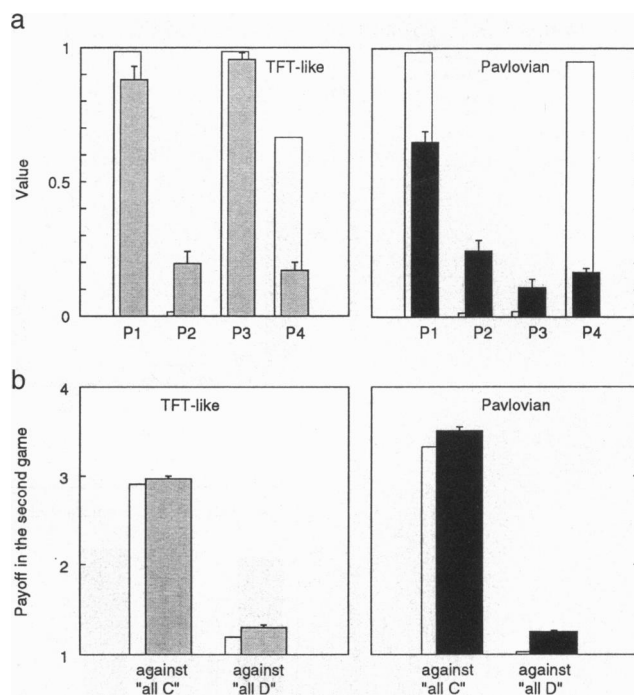 a
1
TFT-like
Pavlovian
Value
0.5
0
P1 P2 P3 P4
P1 P2 P3 P4
b
4
TFT-like
Pavlovian
Payoff in the second game
3
2
1
against against
"all C" "all D"
against against
"all C" "all D"